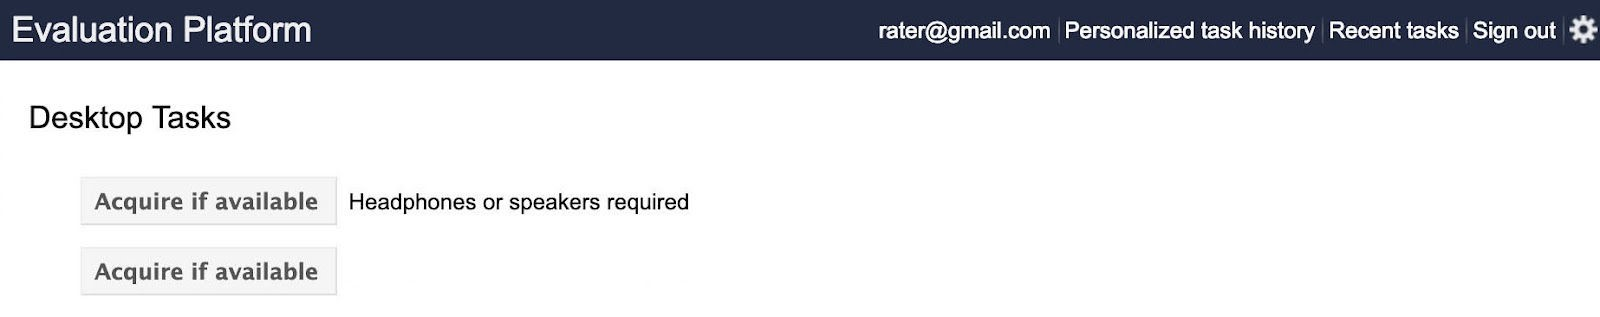 Evaluation Platform rater@gmail.com Personalized task history Recent tasks Sign out
Desktop Tasks
Acquire if available Headphones or speakers required
Acquire if available